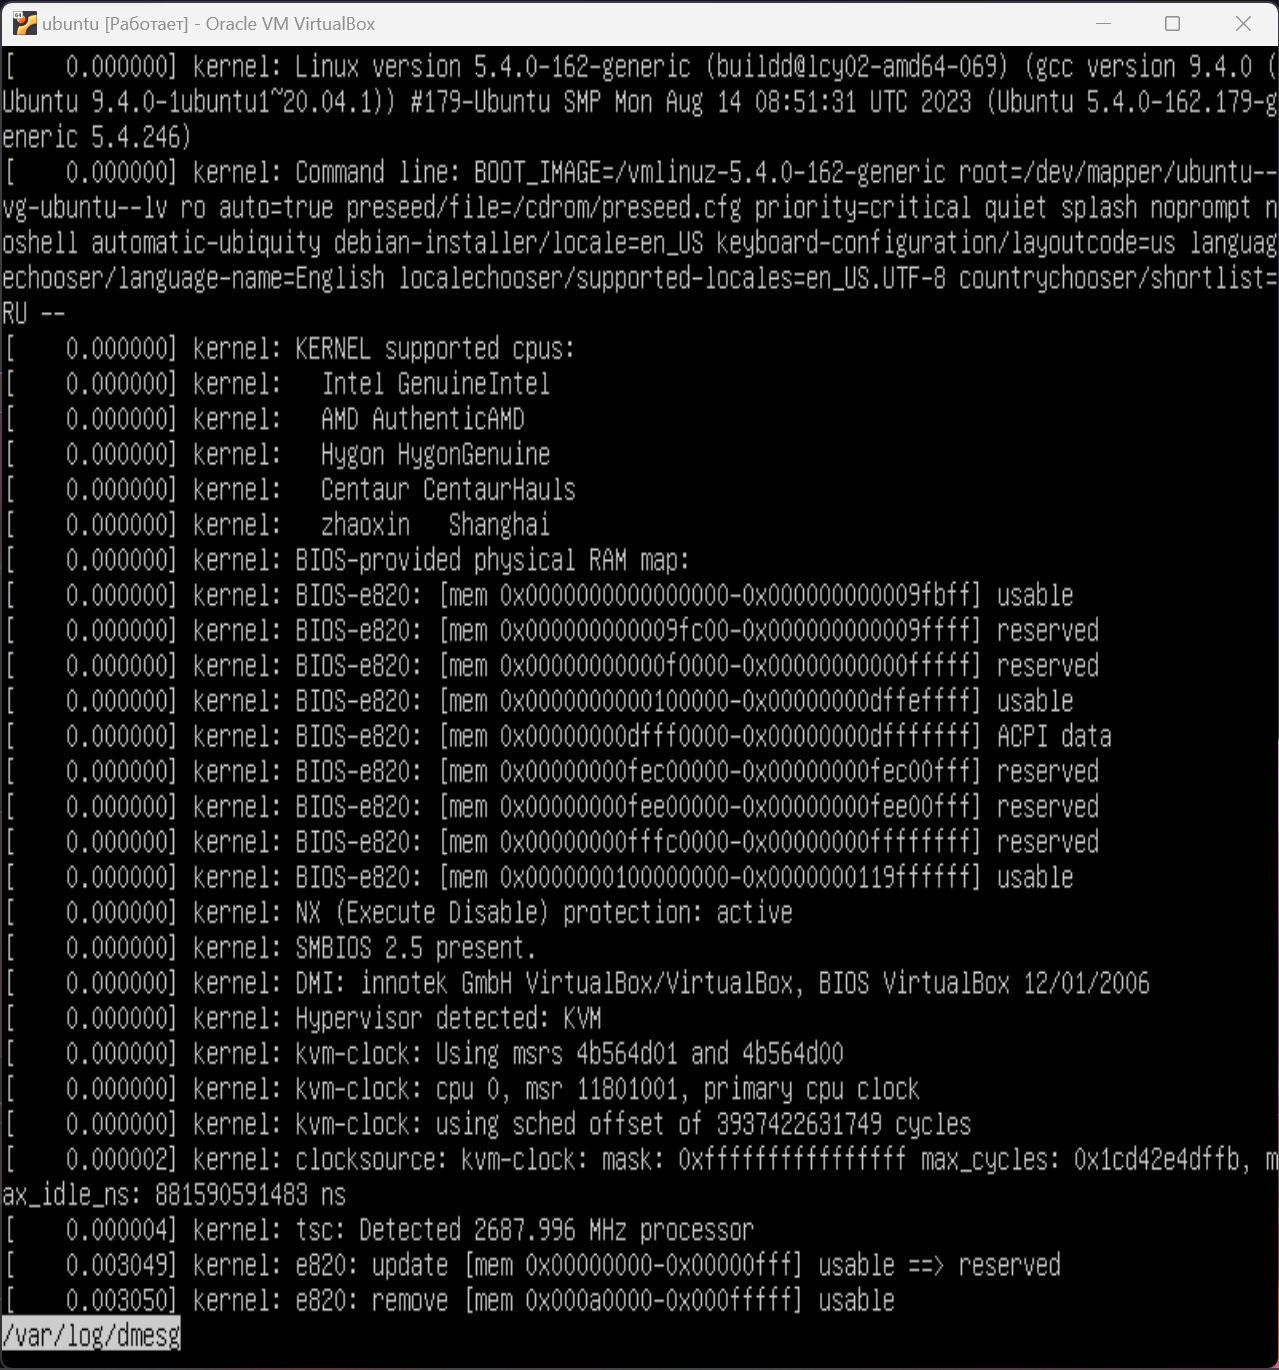 ubuntu [Работает] - Oracle VM VirtualBox
[    0.000000] kernel: Linux version 5.4.0-162-generic (buildd@lcy02-amd64-069) (gcc version 9.4.0 (
Ubuntu 9.4.0-1ubuntu1~20.04.1)) #179-Ubuntu SMP Mon Aug 14 08:51:31 UTC 2023 (Ubuntu 5.4.0-162.179-g
eneric 5.4.246)
[    0.000000] kernel: Command line: BOOT_IMAGE=/vmlinuz-5.4.0-162-generic root=/dev/mapper/ubuntu--
vg-ubuntu--lv ro auto=true preseed/file=/cdrom/preseed.cfg priority=critical quiet splash noprompt n
oshell automatic-ubiquity debian-installer/locale=en_US keyboard-configuration/layoutcode=us languag
echooser/language-name=English localechooser/supported-locales=en_US.UTF-8 countrychooser/shortlist=
RU --
[    0.000000] kernel: KERNEL supported cpus:
[    0.000000] kernel:   Intel GenuineIntel
[    0.000000] kernel:   AMD AuthenticAMD
[    0.000000] kernel:   Hygon HygonGenuine
[    0.000000] kernel:   Centaur CentaurHauls
[    0.000000] kernel:   zhaoxin   Shanghai
[    0.000000] kernel: BIOS-provided physical RAM map:
[    0.000000] kernel: BIOS-e820: [mem 0x0000000000000000-0x000000000009fbff] usable
[    0.000000] kernel: BIOS-e820: [mem 0x000000000009fc00-0x000000000009ffff] reserved
[    0.000000] kernel: BIOS-e820: [mem 0x00000000000f0000-0x00000000000fffff] reserved
[    0.000000] kernel: BIOS-e820: [mem 0x0000000000100000-0x00000000dffeffff] usable
[    0.000000] kernel: BIOS-e820: [mem 0x00000000dfff0000-0x00000000dfffffff] ACPI data
[    0.000000] kernel: BIOS-e820: [mem 0x00000000fec00000-0x00000000fec00fff] reserved
[    0.000000] kernel: BIOS-e820: [mem 0x00000000fee00000-0x00000000fee00fff] reserved
[    0.000000] kernel: BIOS-e820: [mem 0x00000000fffc0000-0x00000000ffffffff] reserved
[    0.000000] kernel: BIOS-e820: [mem 0x0000000100000000-0x0000000119ffffff] usable
[    0.000000] kernel: NX (Execute Disable) protection: active
[    0.000000] kernel: SMBIOS 2.5 present.
[    0.000000] kernel: DMI: innotek GmbH VirtualBox/VirtualBox, BIOS VirtualBox 12/01/2006
[    0.000000] kernel: Hypervisor detected: KVM
[    0.000000] kernel: kvm-clock: Using msrs 4b564d01 and 4b564d00
[    0.000000] kernel: kvm-clock: cpu 0, msr 11801001, primary cpu clock
[    0.000000] kernel: kvm-clock: using sched offset of 3937422631749 cycles
[    0.000002] kernel: clocksource: kvm-clock: mask: 0xffffffffffffffff max_cycles: 0x1cd42e4dffb, m
ax_idle_ns: 881590591483 ns
[    0.000004] kernel: tsc: Detected 2687.996 MHz processor
[    0.003049] kernel: e820: update [mem 0x00000000-0x00000fff] usable ==> reserved
[    0.003050] kernel: e820: remove [mem 0x000a0000-0x000fffff] usable
/var/log/dmesg